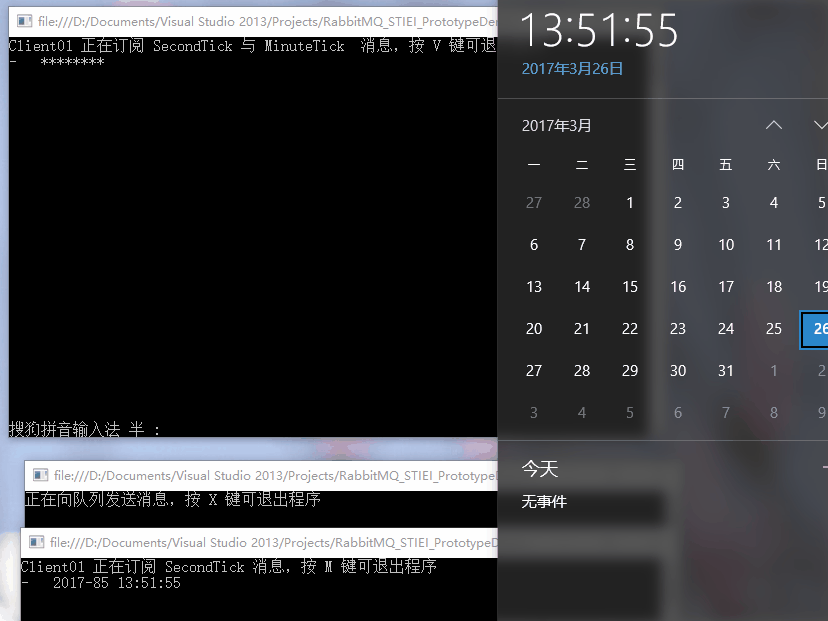 file:///D:/Documents/Visual Studio 2013/Projects/RabbitMQ_STIEI_PrototypeDe
Client01 正在订阅 SecondTick 与 MinuteTick 消息，按 V 键可退
- ********
搜狗拼音输入法 半 :
file:///D:/Documents/Visual Studio 2013/Projects/RabbitMQ_STIEI_Prototype
正在向队列发送消息，按 X 键可退出程序
file:///D:/Documents/Visual Studio 2013/Projects/RabbitMQ_STIEI_PrototypeD
Client01 正在订阅 SecondTick 消息，按 M 键可退出程序
- 2017-85 13:51:55
13:51:55
2017年3月26日
2017年3月
一 二 三 四 五 六 日
27 28 1 2 3 4 5
6 7 8 9 10 11 12
13 14 15 16 17 18 19
20 21 22 23 24 25 26
27 28 29 30 31 1 2
3 4 5 6 7 8 9
今天
无事件